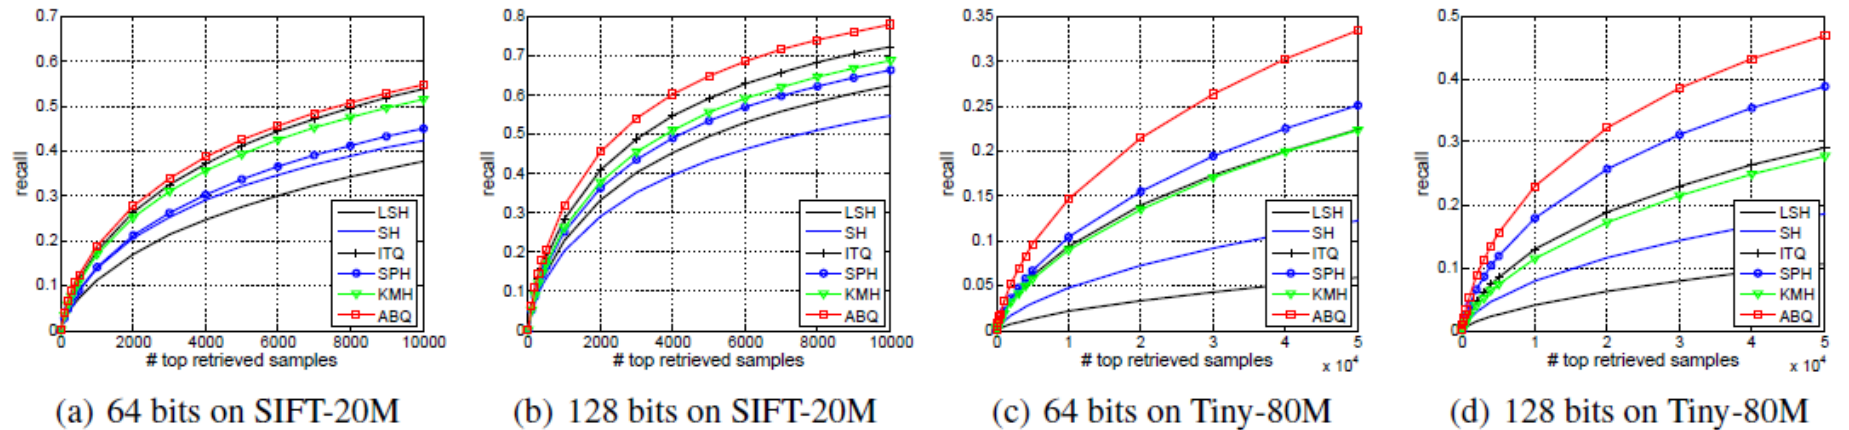 0.7
0.6
0.5
0.4
0.3
0.2
0.1
0
recall
LSH
SH
ITQ
SPH
KMH
ABQ
0 2000 4000 6000 8000 10000
# top retrieved samples
(a) 64 bits on SIFT-20M
0.8
0.7
0.6
0.5
0.4
0.3
0.2
0.1
0
recall
LSH
SH
ITQ
SPH
KMH
ABQ
0 2000 4000 6000 8000 10000
# top retrieved samples
(b) 128 bits on SIFT-20M
0.35
0.3
0.25
0.2
0.15
0.1
0.05
0
recall
LSH
SH
ITQ
SPH
KMH
ABQ
0 1 2 3 4 5
# top retrieved samples
x 10⁴
(c) 64 bits on Tiny-80M
0.5
0.4
0.3
0.2
0.1
0
recall
LSH
SH
ITQ
SPH
KMH
ABQ
0 1 2 3 4 5
# top retrieved samples
x 10⁴
(d) 128 bits on Tiny-80M